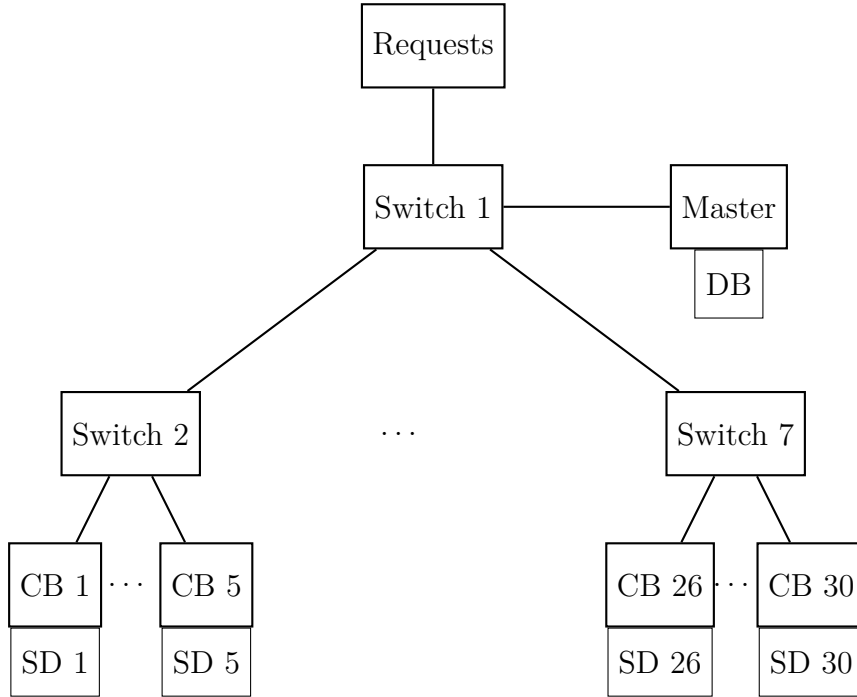 Requests
Switch 1
Master
DB
Switch 2
...
Switch 7
CB 1
...
CB 5
CB 26
...
CB 30
SD 1
SD 5
SD 26
SD 30